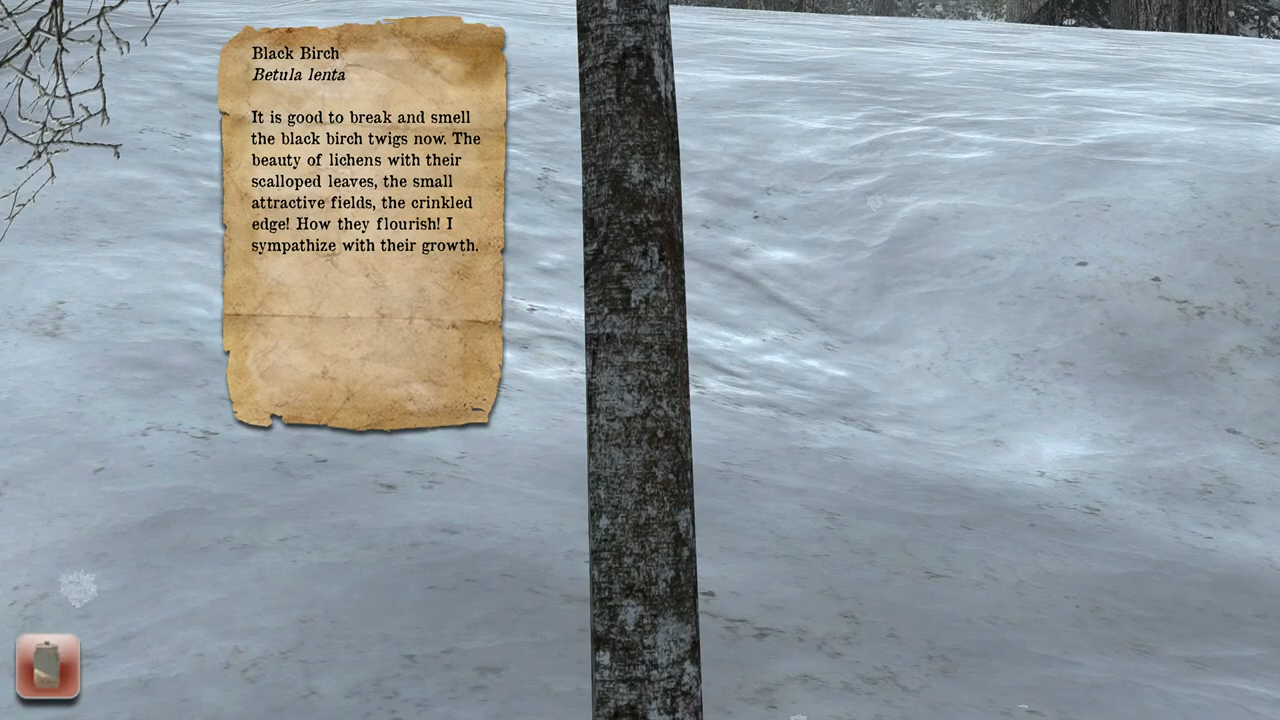 Black Birch
Betula lenta
It is good to break and smell
the black birch twigs now. The
beauty of lichens with their
scalloped leaves, the small
attractive fields, the crinkled
edge! How they flourish! I
sympathize with their growth.